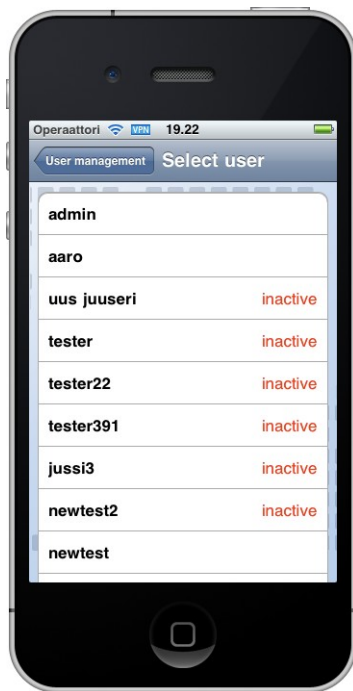 Operaattori VPN 19.22
User management Select user
admin
aaro
uus juuseri inactive
tester inactive
tester22 inactive
tester391 inactive
jussi3 inactive
newtest2 inactive
newtest